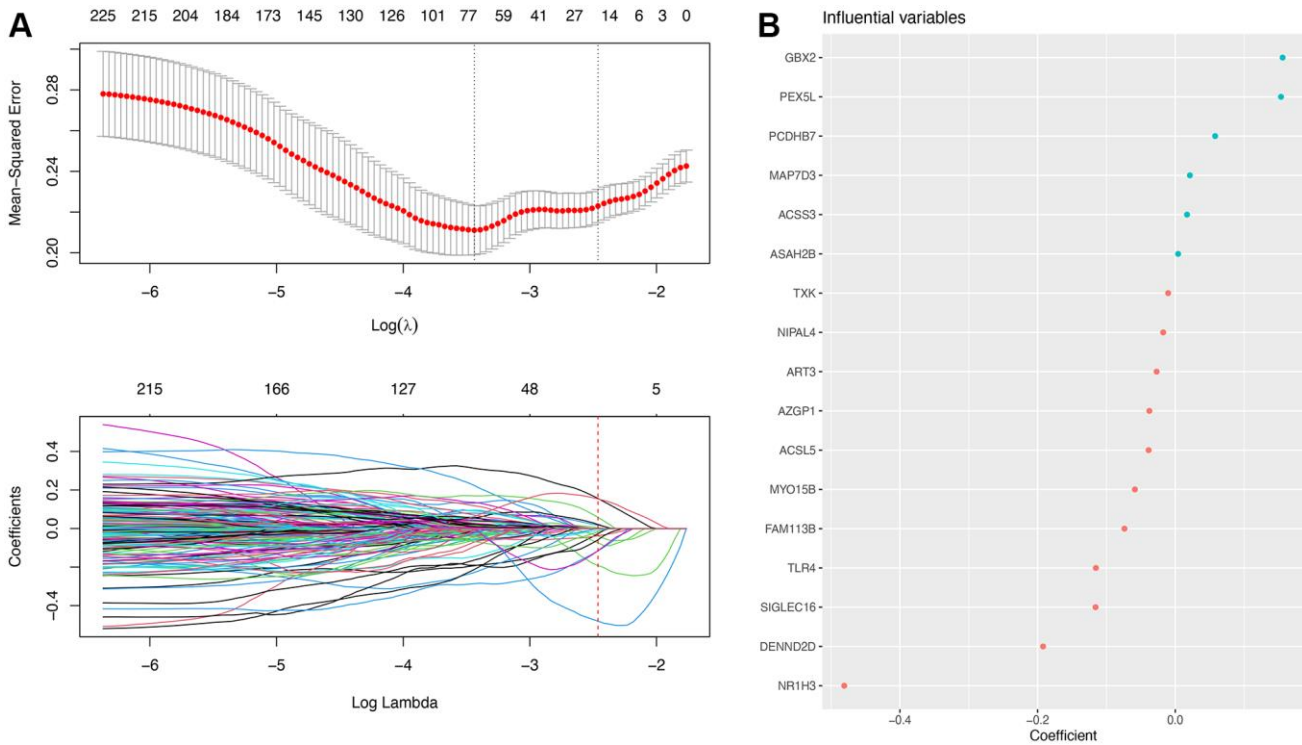 A
225 215 204 184 173 145 130 126 101 77 59 41 27 14 6 3 0
Mean-Squared Error
0.28
0.24
0.20
−6 −5 −4 −3 −2
Log(λ)
215 166 127 48 5
Coefficients
0.4
0.2
0.0
−0.4
−6 −5 −4 −3 −2
Log Lambda
B
Influential variables
GBX2
PEX5L
PCDHB7
MAP7D3
ACSS3
ASAH2B
TXK
NIPAL4
ART3
AZGP1
ACSL5
MYO15B
FAM113B
TLR4
SIGLEC16
DENND2D
NR1H3
−0.4 −0.2 0.0
Coefficient